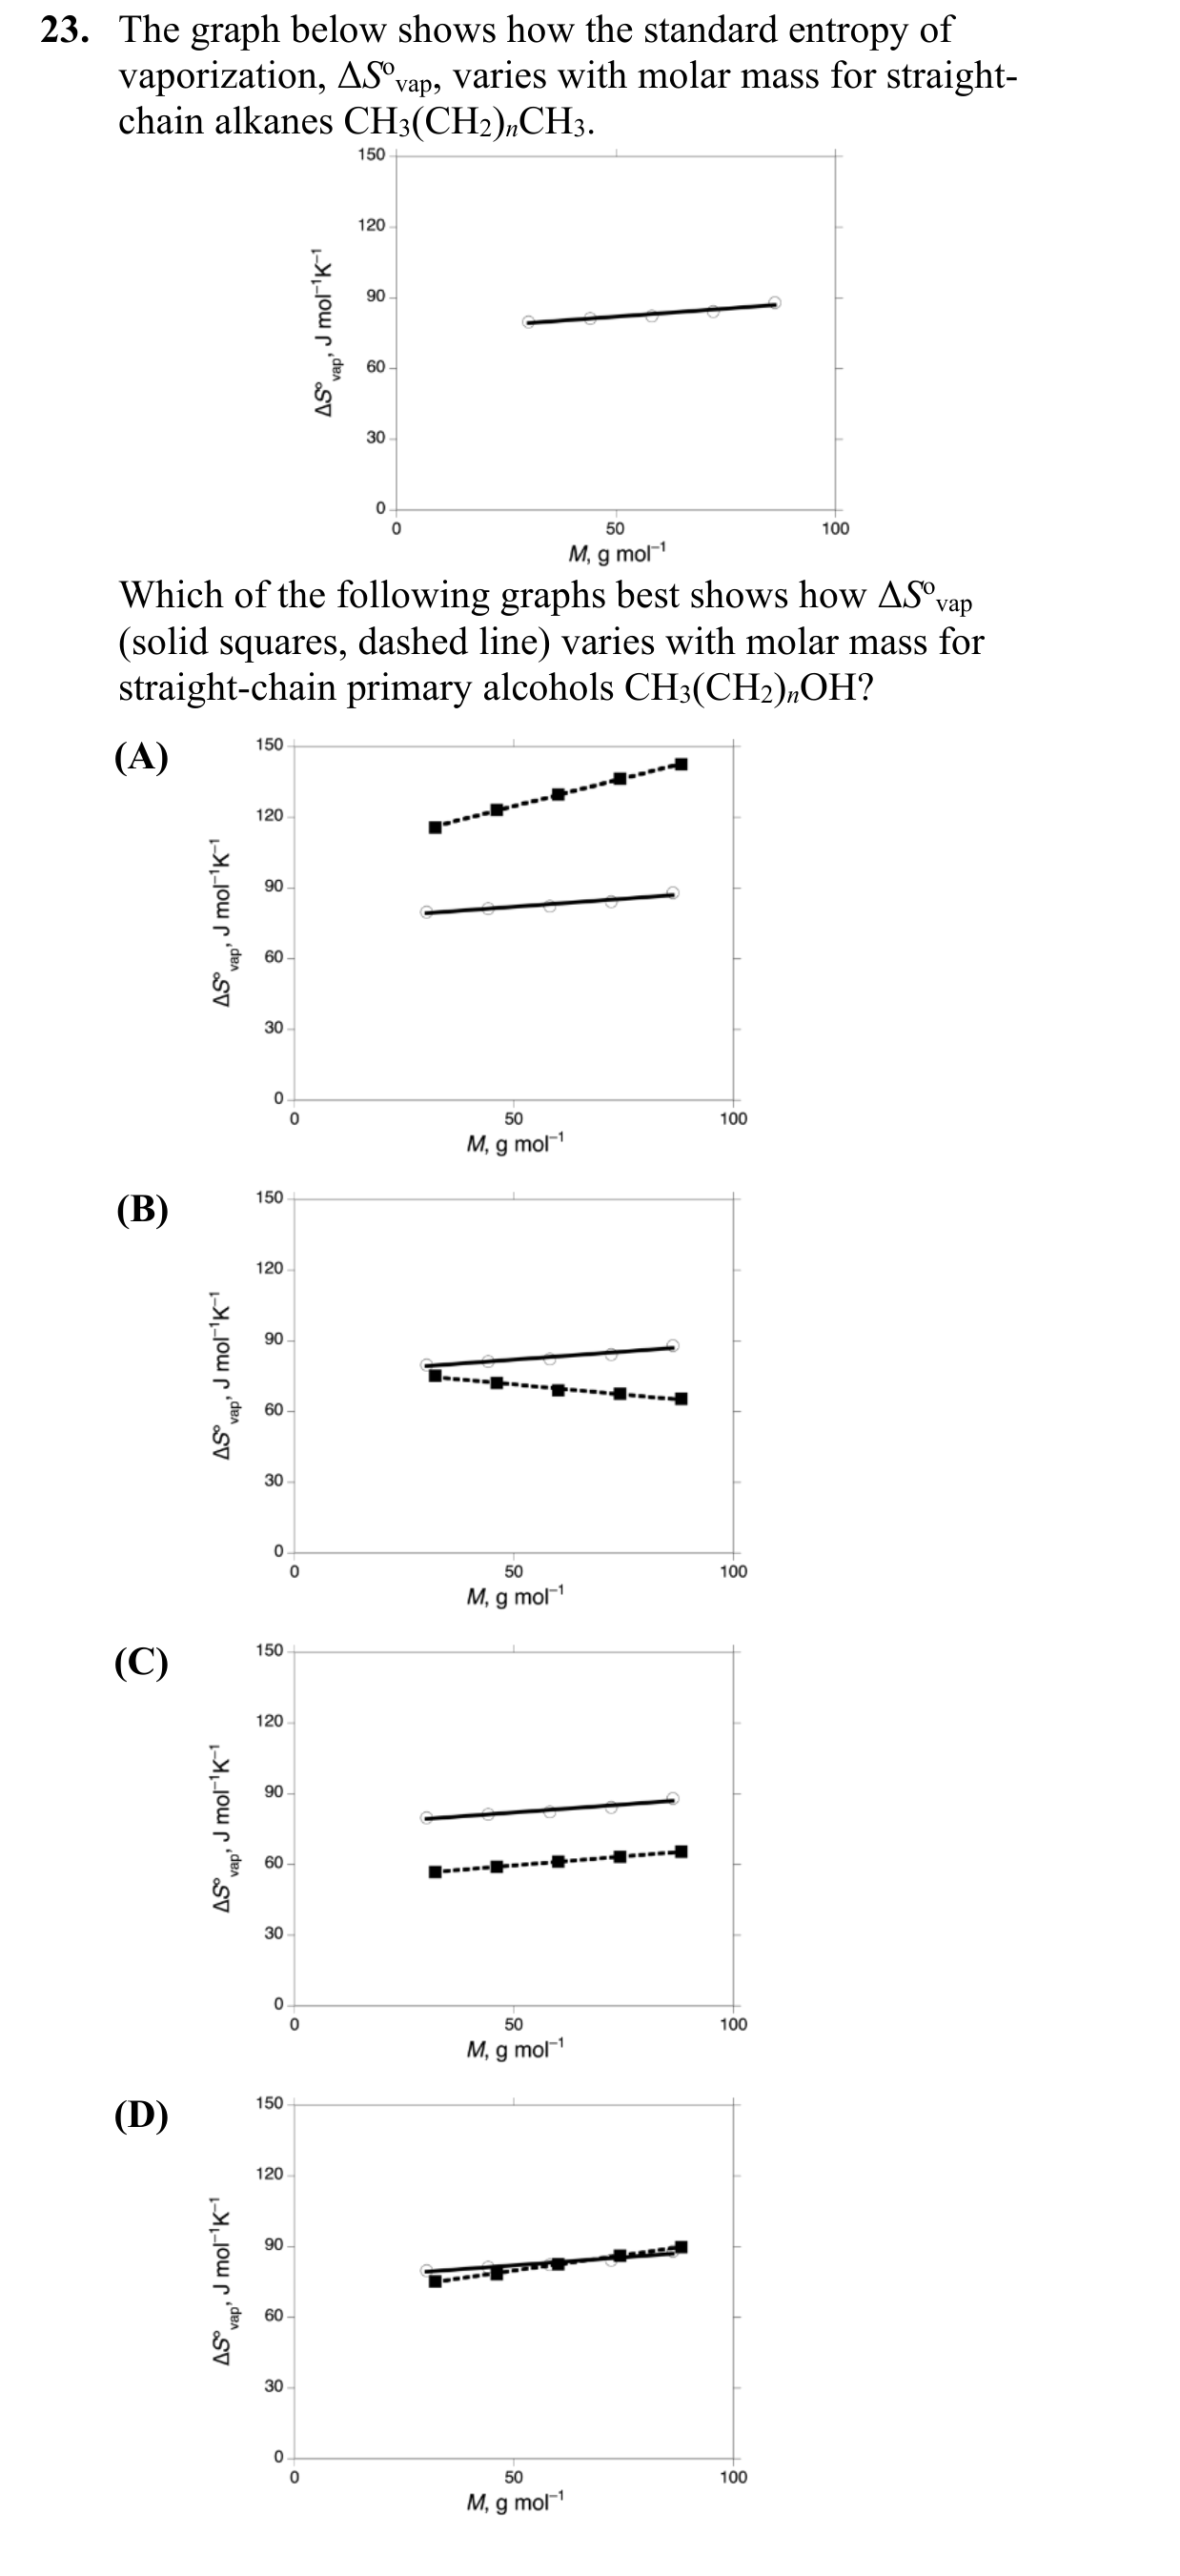 23. The graph below shows how the standard entropy of
vaporization, ΔS°vap, varies with molar mass for straight-
chain alkanes CH3(CH2)nCH3.
150
120
90
60
30
0
ΔS°vap, J mol⁻¹K⁻¹
0 50 100
M, g mol⁻¹
Which of the following graphs best shows how ΔS°vap
(solid squares, dashed line) varies with molar mass for
straight-chain primary alcohols CH3(CH2)nOH?
(A)
150
120
90
60
30
0
ΔS°vap, J mol⁻¹K⁻¹
0 50 100
M, g mol⁻¹
(B)
150
120
90
60
30
0
ΔS°vap, J mol⁻¹K⁻¹
0 50 100
M, g mol⁻¹
(C)
150
120
90
60
30
0
ΔS°vap, J mol⁻¹K⁻¹
0 50 100
M, g mol⁻¹
(D)
150
120
90
60
30
0
ΔS°vap, J mol⁻¹K⁻¹
0 50 100
M, g mol⁻¹